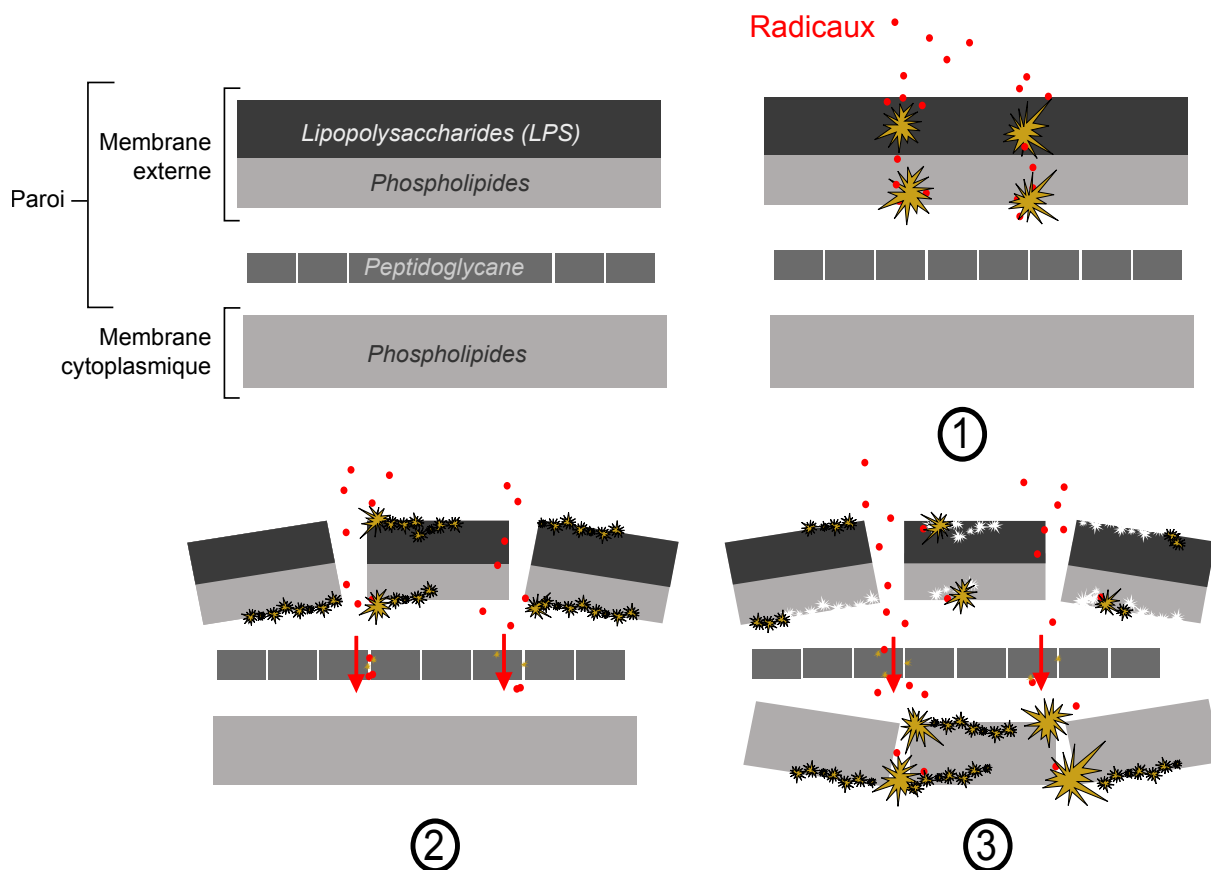 Radicaux
Paroi
Membrane
externe
Lipopolysaccharides (LPS)
Phospholipides
Peptidoglycane
Membrane
cytoplasmique
Phospholipides
1
2
3